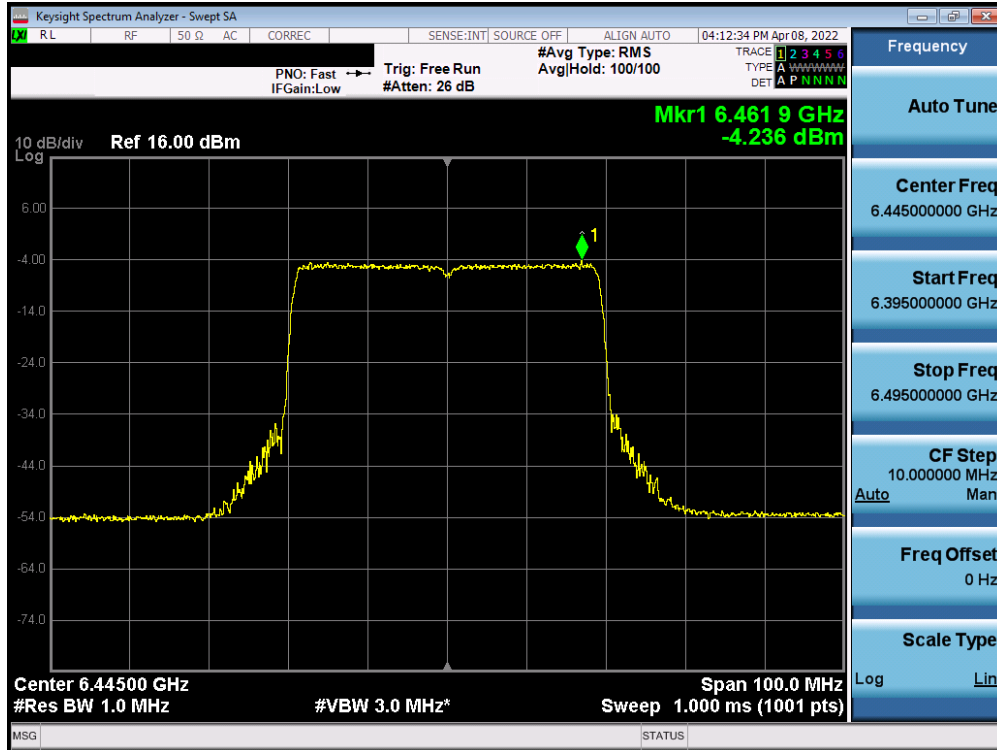 Keysight Spectrum Analyzer - Swept SA
LXI RL RF 50 Ω AC CORREC SENSE:INT SOURCE OFF ALIGN AUTO 04:12:34 PM Apr 08, 2022
PNO: Fast
IFGain:Low
Trig: Free Run
#Atten: 26 dB
#Avg Type: RMS
Avg|Hold: 100/100
TRACE 1 2 3 4 5 6
TYPE A WWWWW
DET A P N N N N
Mkr1 6.461 9 GHz
-4.236 dBm
10 dB/div Ref 16.00 dBm
Log
6.00
1
-4.00
-14.0
-24.0
-34.0
-44.0
-54.0
-64.0
-74.0
Center 6.44500 GHz Span 100.0 MHz
#Res BW 1.0 MHz #VBW 3.0 MHz* Sweep 1.000 ms (1001 pts)
MSG STATUS
Frequency
Auto Tune
Center Freq
6.445000000 GHz
Start Freq
6.395000000 GHz
Stop Freq
6.495000000 GHz
CF Step
10.000000 MHz
Auto Man
Freq Offset
0 Hz
Scale Type
Log Lin